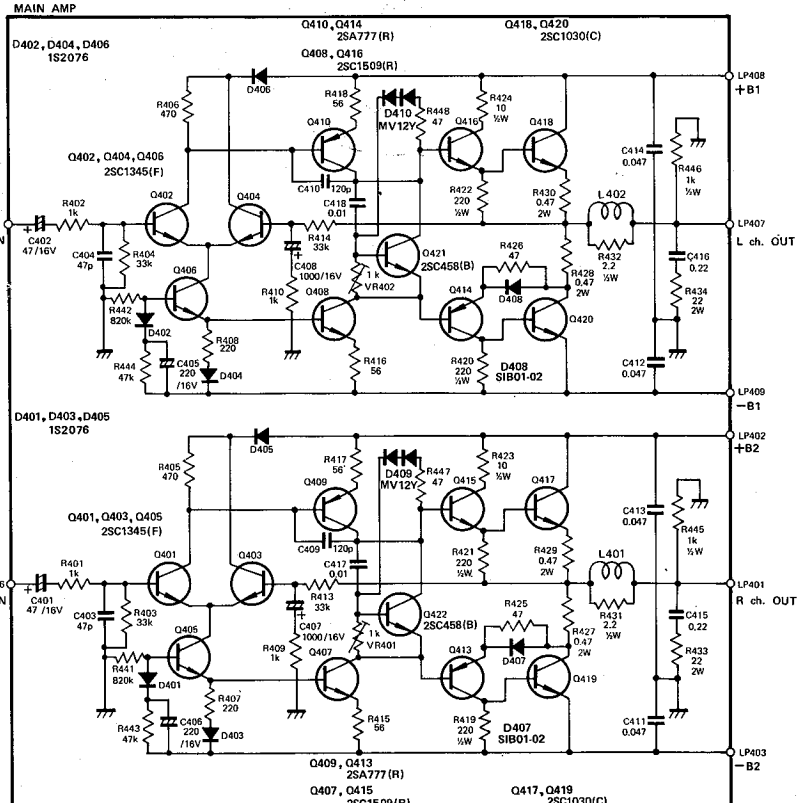 MAIN AMP
Q410, Q414
2SA777(R)
Q418, Q420
2SC1030(C)
D402, D404, D406
1S2076
Q408, Q416
2SC1509(R)
D406
LP408
+B1
R406
470
R418
56
D410
MV12Y
R448
47
R424
10
½W
Q410
Q416
Q418
C414
0.047
R446
1k
½W
Q402, Q404, Q406
2SC1345(F)
C410
120p
C418
0.01
R422
220
½W
R430
0.47
2W
L402
R402
1k
Q402
Q404
LP407
L ch. OUT
N
C402
47/16V
C404
47p
R404
33k
R414
33k
C408
1000/16V
Q421
2SC458(B)
R426
47
R428
0.47
2W
R432
2.2
½W
C416
0.22
Q406
R410
1k
Q408
1k
VR402
Q414
D408
Q420
R434
22
2W
R442
820k
D402
R408
220
R444
47k
C405
220
/16V
D404
R416
56
R420
220
½W
D408
SIB01-02
C412
0.047
LP409
-B1
D401, D403, D405
1S2076
D405
LP402
+B2
R405
470
R417
56
D409
MV12Y
R447
47
R423
10
½W
Q409
Q415
Q417
C413
0.047
R445
1k
½W
Q401, Q403, Q405
2SC1345(F)
C409
120p
C417
0.01
R421
220
½W.
R429
0.47
2W
L401
R401
1k
Q401
Q403
6
LP401
R ch. OUT
N
C401
47 /16V
C403
47p
R403
33k
R413
33k
C407
1000/16V
Q422
2SC458(B)
R425
47
R427
0.47
2W
R431
2.2
½W
C415
0.22
Q405
R409
1k
Q407
1k
VR401
Q413
D407
Q419
R433
22
2W
R441
820k
D401
R407
220
R443
47k
C406
220
/16V
D403
R415
56
R419
220
½W
D407
SIB01-02
C411
0.047
LP403
-B2
Q409, Q413
2SA777(R)
Q407, Q415
2SC1509(R)
Q417, Q419
2SC1030(C)